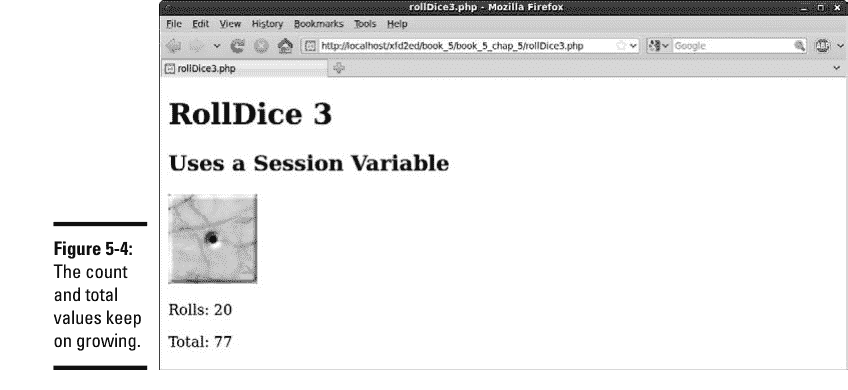 rollDice3.php - Mozilla Firefox
File Edit View History Bookmarks Tools Help
http://localhost/xfd2ed/book_5/book_5_chap_5/rollDice3.php
Google
ABP
rollDice3.php
RollDice 3
Uses a Session Variable
Rolls: 20
Total: 77
Figure 5-4:
The count
and total
values keep
on growing.